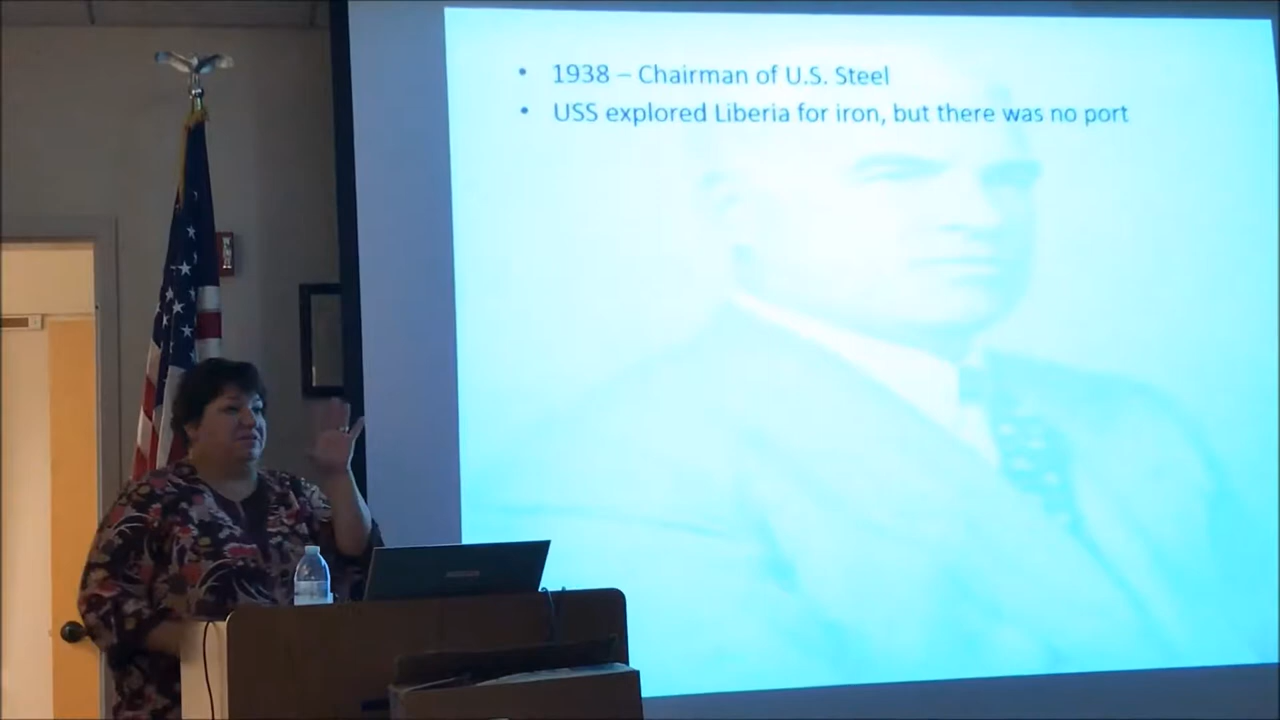 • 1938 – Chairman of U.S. Steel
• USS explored Liberia for iron, but there was no port